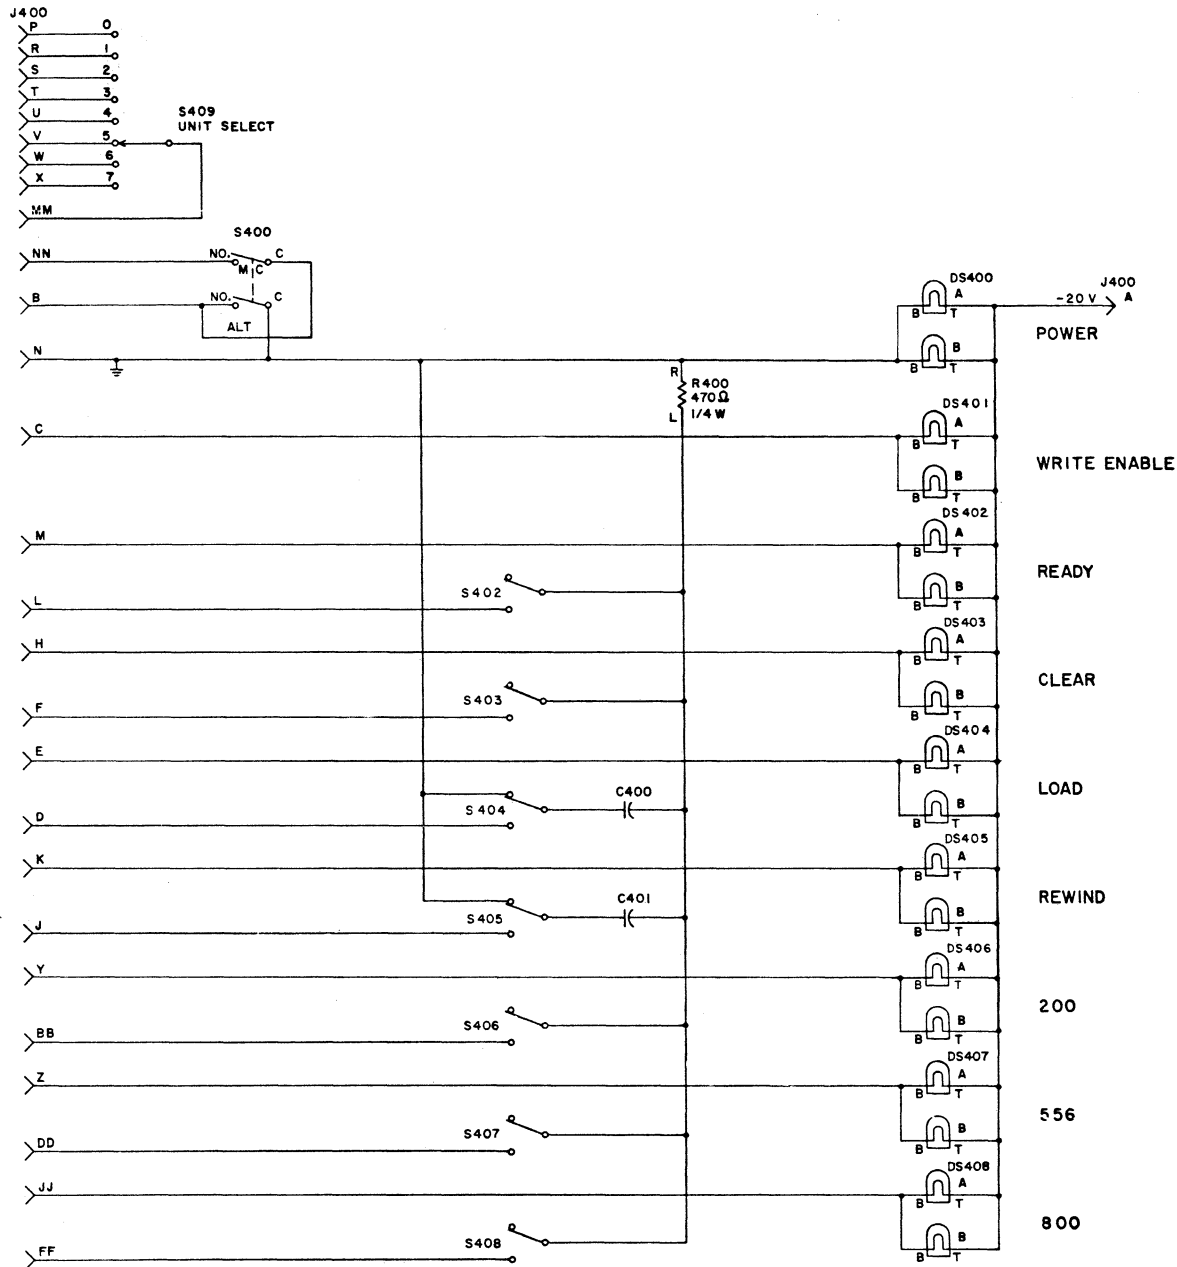 J400
P 0
R 1
S 2
T 3
U 4
V 5
W 6
X 7
S409
UNIT SELECT
MM
S400
NN NO. C
M C
B NO. C
ALT
N
DS400
A
B T
B
B T
-20 V
J400
A
POWER
R
R400
470Ω
1/4 W
L
C
DS401
A
B T
B
B T
WRITE ENABLE
M
DS402
A
B T
B
B T
READY
S402
L
H
DS403
A
B T
B
B T
CLEAR
S403
F
E
DS404
A
B T
B
B T
LOAD
S404
C400
D
K
DS405
A
B T
B
B T
REWIND
S405
C401
J
Y
DS406
A
B T
B
B T
200
S406
BB
Z
DS407
A
B T
B
B T
556
S407
DD
JJ
DS408
A
B T
B
B T
800
S408
FF